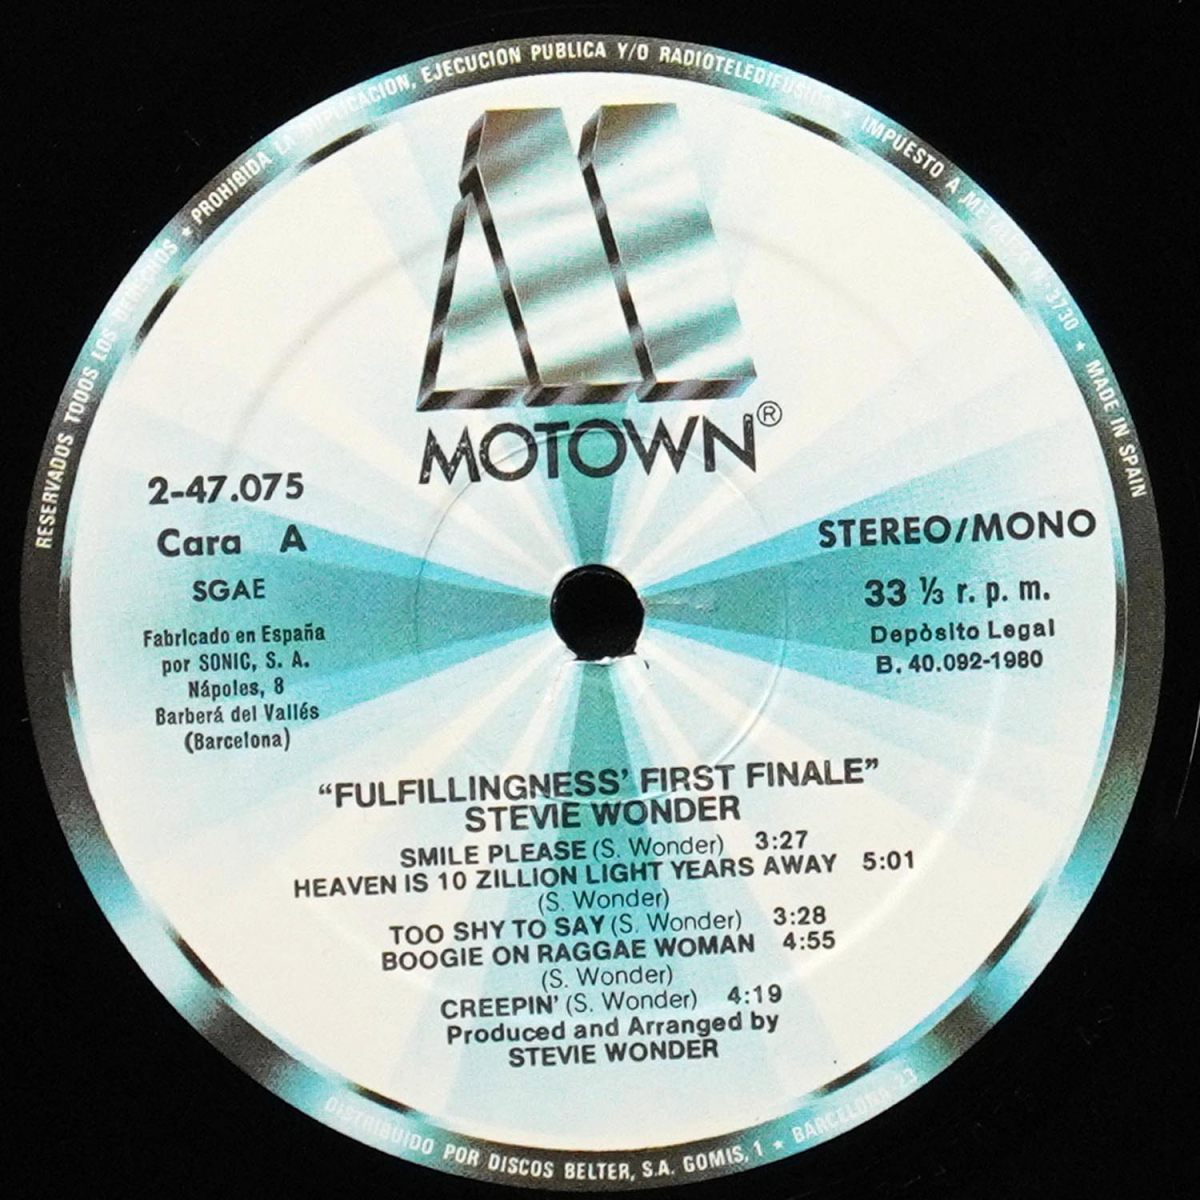 RESERVADOS TODOS LOS DERECHOS ★ PROHIBIDA LA DUPLICACION, EJECUCION PUBLICA Y/O RADIOTELEDIFUSION ★ IMPUESTO A METALICO 3730 ★ MADE IN SPAIN
MOTOWN®
2-47.075
Cara A
SGAE
Fabricado en España
por SONIC, S. A.
Nápoles, 8
Barberá del Vallés
(Barcelona)
STEREO/MONO
33 ⅓ r. p. m.
Depòsito Legal
B. 40.092-1980
“FULFILLINGNESS’ FIRST FINALE”
STEVIE WONDER
SMILE PLEASE (S. Wonder) 3:27
HEAVEN IS 10 ZILLION LIGHT YEARS AWAY 5:01
(S. Wonder)
TOO SHY TO SAY (S. Wonder) 3:28
BOOGIE ON RAGGAE WOMAN 4:55
(S. Wonder)
CREEPIN’ (S. Wonder) 4:19
Produced and Arranged by
STEVIE WONDER
DISTRIBUIDO POR DISCOS BELTER, S.A. GOMIS, 1 ★ BARCELONA 23